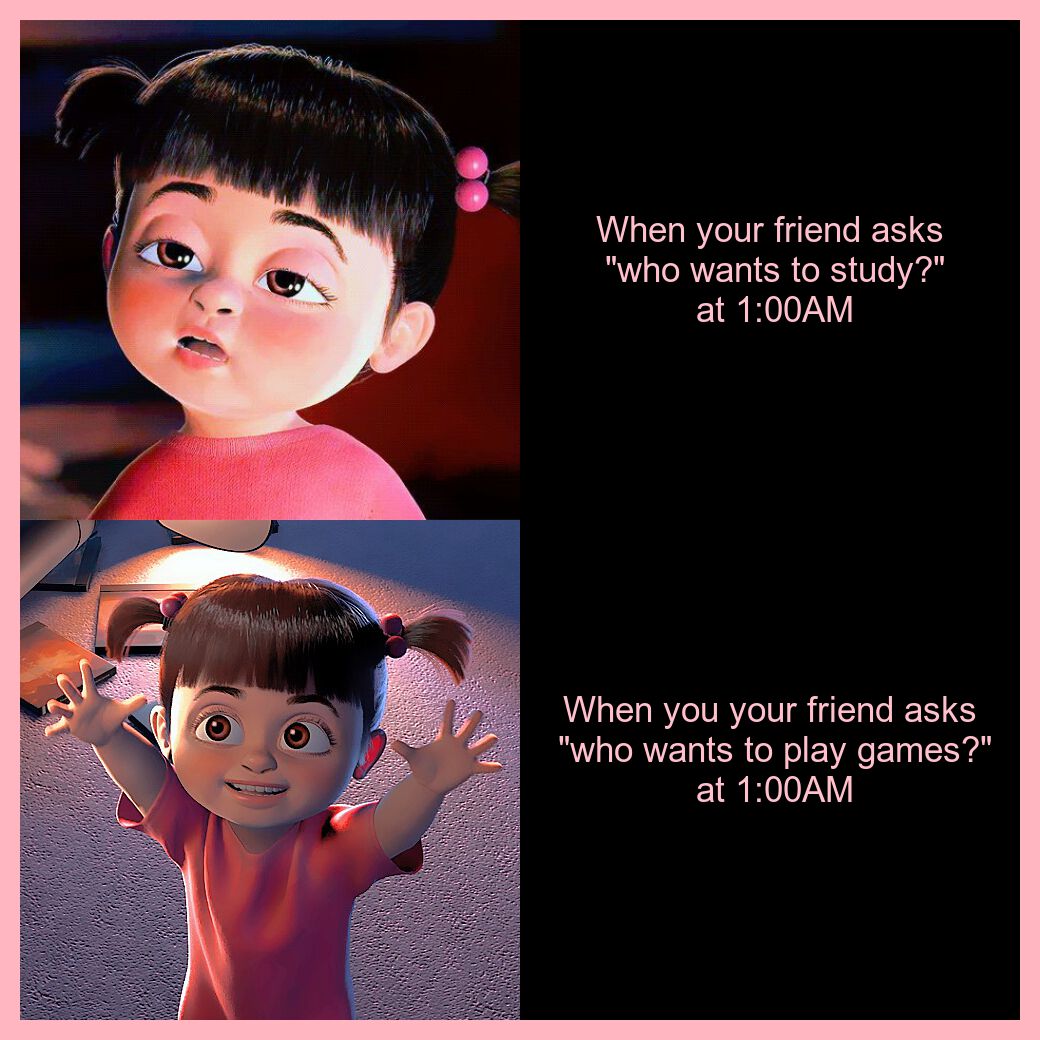 When your friend asks
"who wants to study?"
at 1:00AM
When you your friend asks
"who wants to play games?"
at 1:00AM